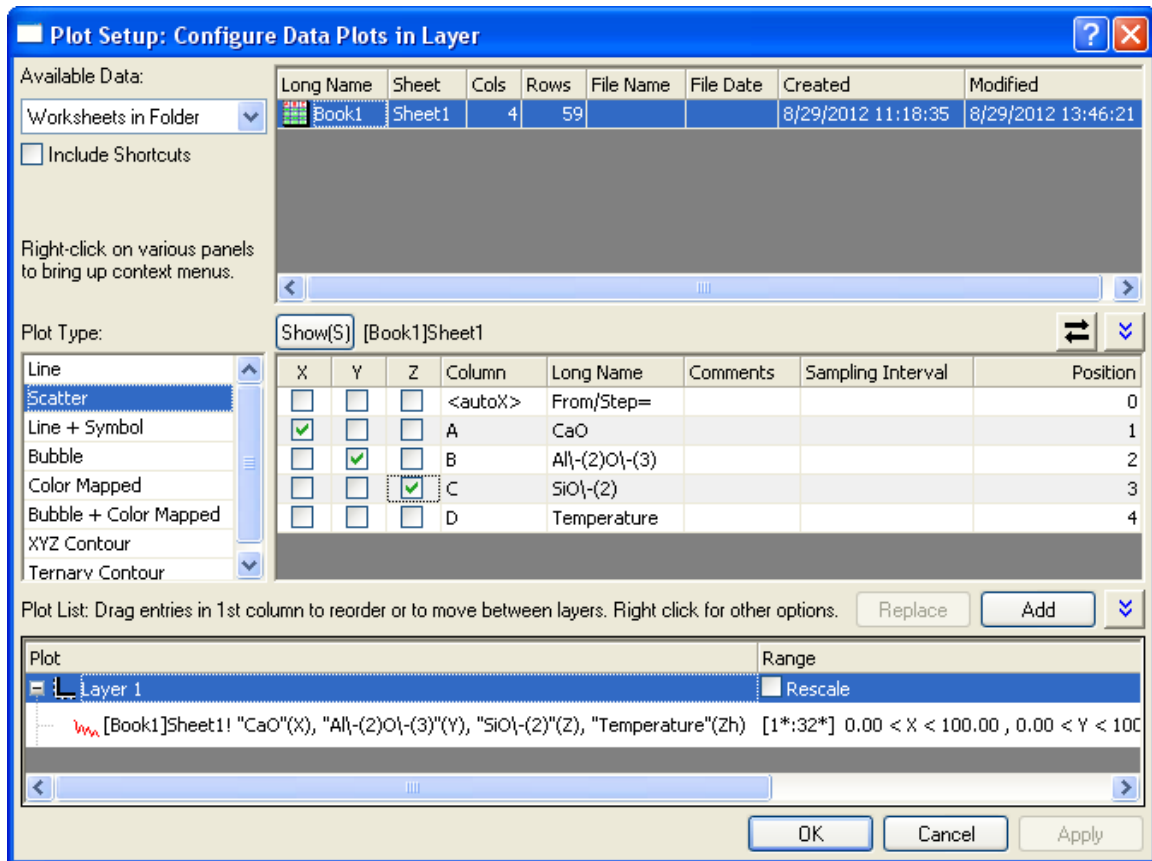 Plot Setup: Configure Data Plots in Layer
Available Data:
Worksheets in Folder
Include Shortcuts
Right-click on various panels
to bring up context menus.
Long Name Sheet Cols Rows File Name File Date Created Modified
Book1 Sheet1 4 59 8/29/2012 11:18:35 8/29/2012 13:46:21
Plot Type:
Show(S) [Book1]Sheet1
Line
Scatter
Line + Symbol
Bubble
Color Mapped
Bubble + Color Mapped
XYZ Contour
Ternary Contour
X Y Z Column Long Name Comments Sampling Interval Position
<autoX> From/Step= 0
A CaO 1
B Al\-(2)O\-(3) 2
C SiO\-(2) 3
D Temperature 4
Plot List: Drag entries in 1st column to reorder or to move between layers. Right click for other options. Replace Add
Plot Range
Layer 1 Rescale
[Book1]Sheet1! "CaO"(X), "Al\-(2)O\-(3)"(Y), "SiO\-(2)"(Z), "Temperature"(Zh) [1*:32*] 0.00 < X < 100.00 , 0.00 < Y < 100
OK Cancel Apply